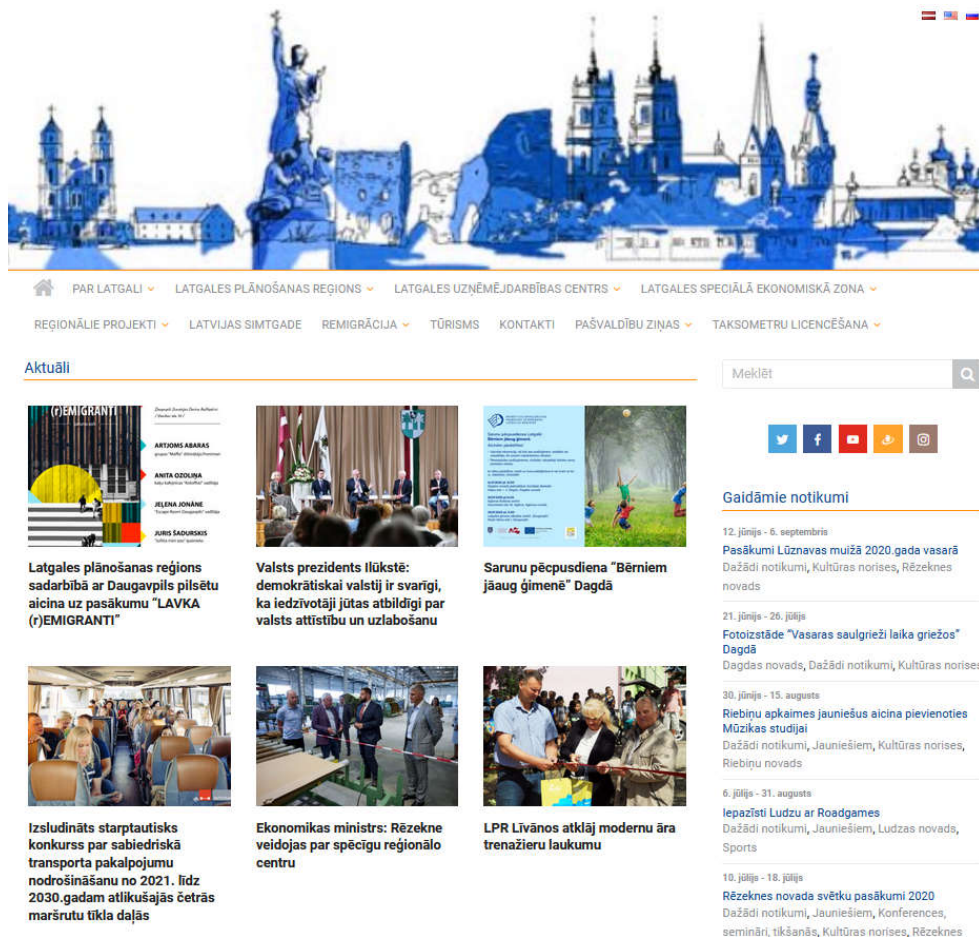 PAR LATGALI
LATGALES PLĀNOŠANAS REĢIONS
LATGALES UZŅĒMĒJDARBĪBAS CENTRS
LATGALES SPECIĀLĀ EKONOMISKĀ ZONA
REĢIONĀLIE PROJEKTI
LATVIJAS SIMTGADE
REMIGRĀCIJA
TŪRISMS
KONTAKTI
PAŠVALDĪBU ZIŅAS
TAKSOMETRU LICENCĒŠANA
Aktuāli
(r)EMIGRANTI
ARTJOMS ABARAS
ANITA OZOLIŅA
JEĻENA JONĀNE
JURIS ŠADURSKIS
Latgales plānošanas reģions
sadarbībā ar Daugavpils pilsētu
aicina uz pasākumu “LAVKA
(r)EMIGRANTI”
Valsts prezidents Ilūkstē:
demokrātiskai valstij ir svarīgi,
ka iedzīvotāji jūtas atbildīgi par
valsts attīstību un uzlabošanu
Bērniem jāaug ģimenē
Sarunu pēcpusdiena “Bērniem
jāaug ģimenē” Dagdā
Izsludināts starptautisks
konkurss par sabiedriskā
transporta pakalpojumu
nodrošināšanu no 2021. līdz
2030.gadam atlikušajās četrās
maršrutu tīkla daļās
Ekonomikas ministrs: Rēzekne
veidojas par spēcīgu reģionālo
centru
LPR Līvānos atklāj modernu āra
trenažieru laukumu
Meklēt
Gaidāmie notikumi
12. jūnijs - 6. septembris
Pasākumi Lūznavas muižā 2020.gada vasarā
Dažādi notikumi, Kultūras norises, Rēzeknes
novads
21. jūnijs - 26. jūlijs
Fotoizstāde “Vasaras saulgrieži laika griežos”
Dagdā
Dagdas novads, Dažādi notikumi, Kultūras norises
30. jūnijs - 15. augusts
Riebiņu apkaimes jauniešus aicina pievienoties
Mūzikas studijai
Dažādi notikumi, Jauniešiem, Kultūras norises,
Riebiņu novads
6. jūlijs - 31. augusts
Iepazīsti Ludzu ar Roadgames
Dažādi notikumi, Jauniešiem, Ludzas novads,
Sports
10. jūlijs - 18. jūlijs
Rēzeknes novada svētku pasākumi 2020
Dažādi notikumi, Jauniešiem, Konferences,
semināri, tikšanās, Kultūras norises, Rēzeknes